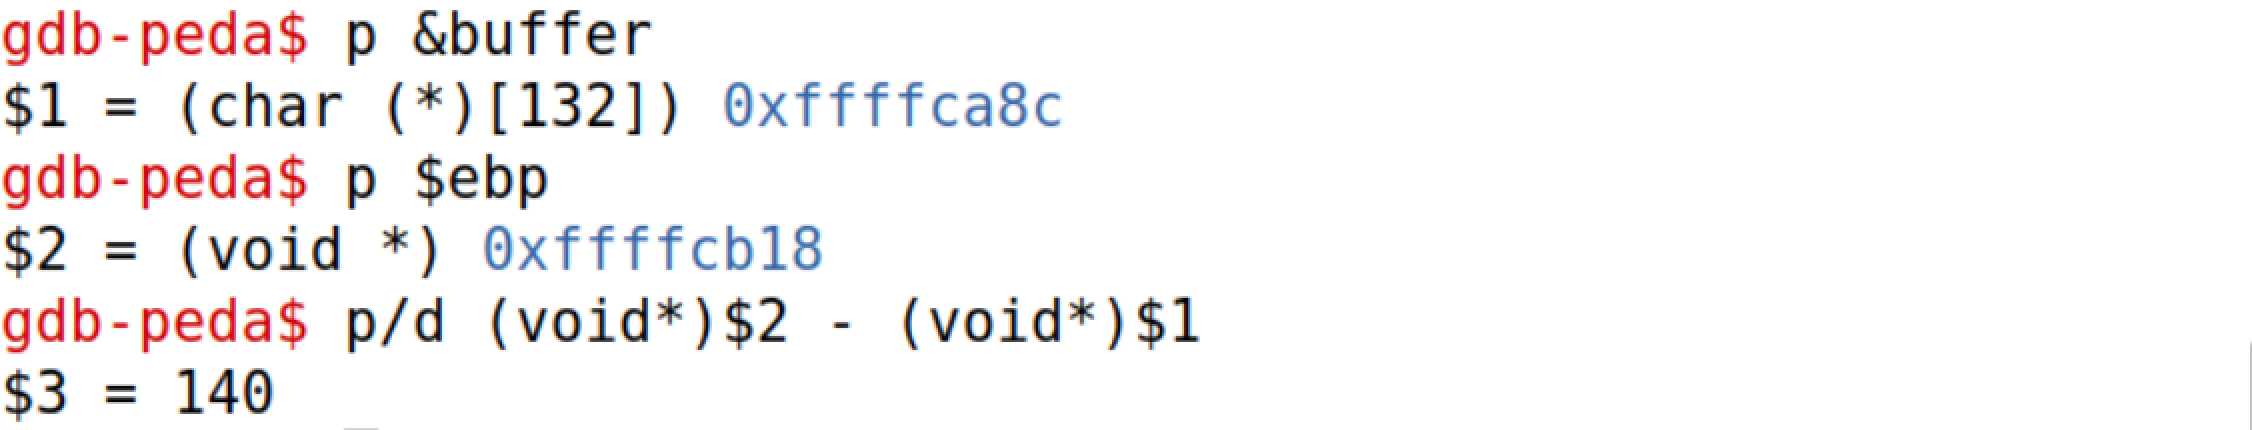 gdb-peda$ p &buffer
$1 = (char (*)[132]) 0xffffca8c
gdb-peda$ p $ebp
$2 = (void *) 0xffffcb18
gdb-peda$ p/d (void*)$2 - (void*)$1
$3 = 140